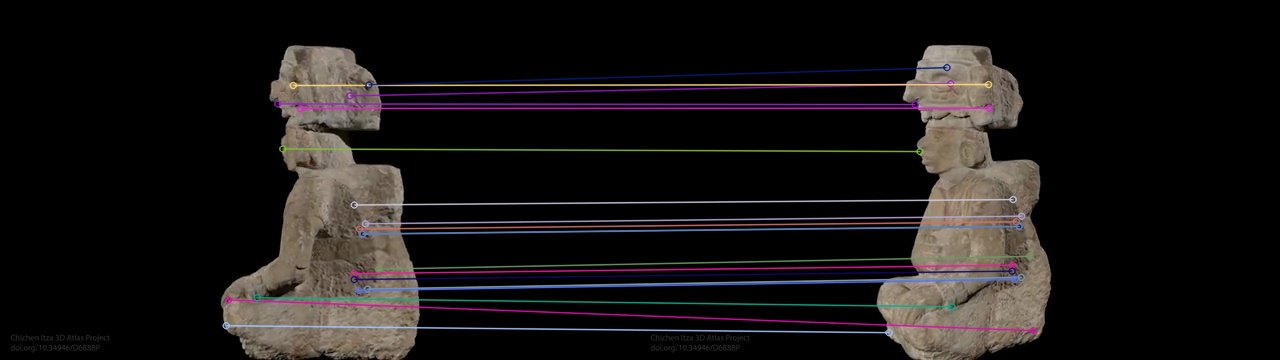 Chichen Itza 3D Atlas Project
doi.org/10.34946/D6B88P
Chichen Itza 3D Atlas Project
doi.org/10.34946/D6B88P